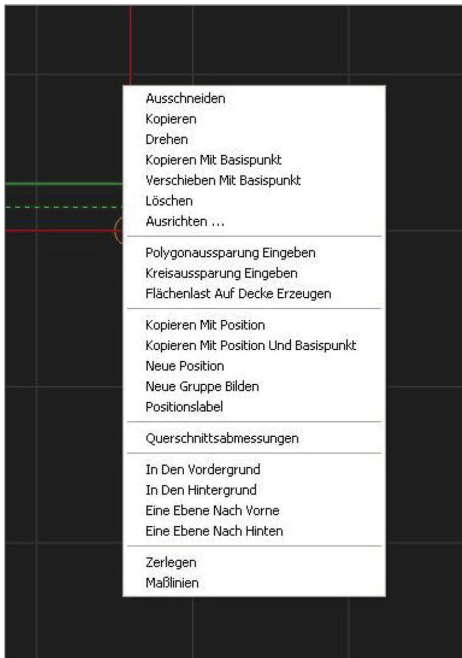 Ausschneiden
Kopieren
Drehen
Kopieren Mit Basispunkt
Verschieben Mit Basispunkt
Löschen
Ausrichten ...
Polygonaussparung Eingeben
Kreisaussparung Eingeben
Flächenlast Auf Decke Erzeugen
Kopieren Mit Position
Kopieren Mit Position Und Basispunkt
Neue Position
Neue Gruppe Bilden
Positionslabel
Querschnittsabmessungen
In Den Vordergrund
In Den Hintergrund
Eine Ebene Nach Vorne
Eine Ebene Nach Hinten
Zerlegen
Maßlinien